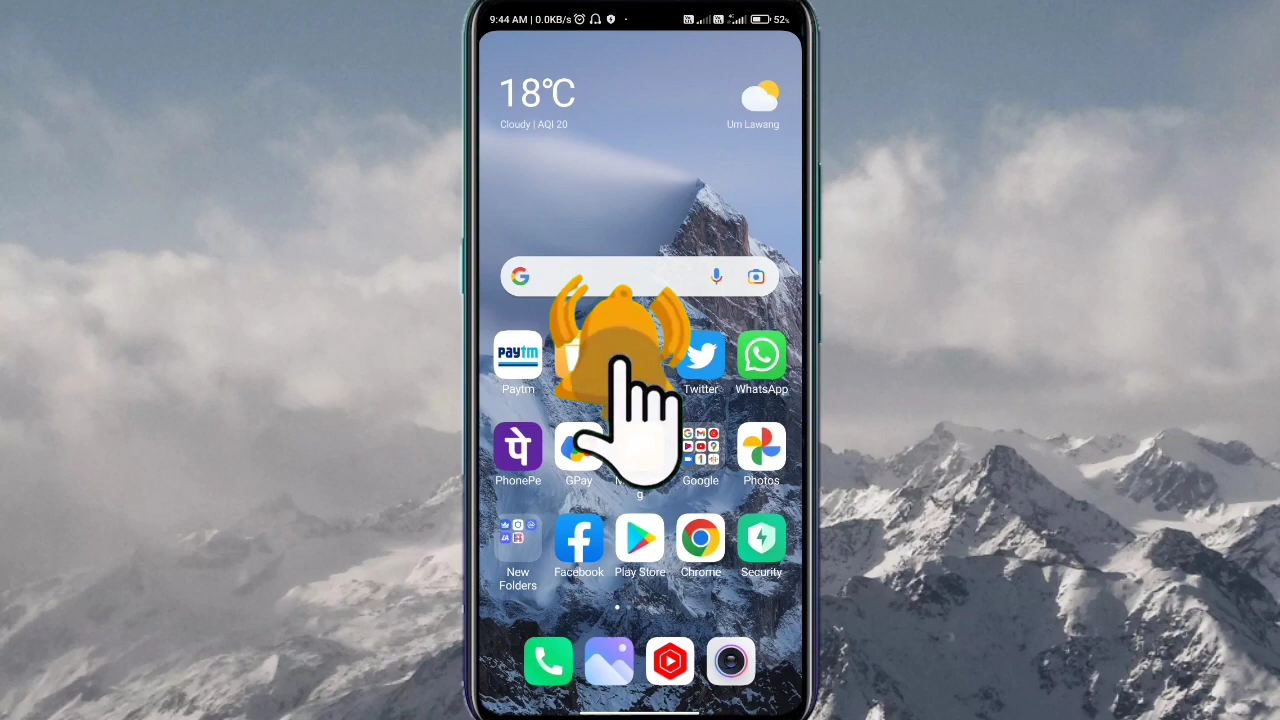 9:44 AM | 0.0KB/s 52%
18°C
Cloudy | AQI 20
Um Lawang
Paytm
Paytm Twitter WhatsApp
पे
PhonePe GPay Google Photos
g
New Facebook Play Store Chrome Security
Folders